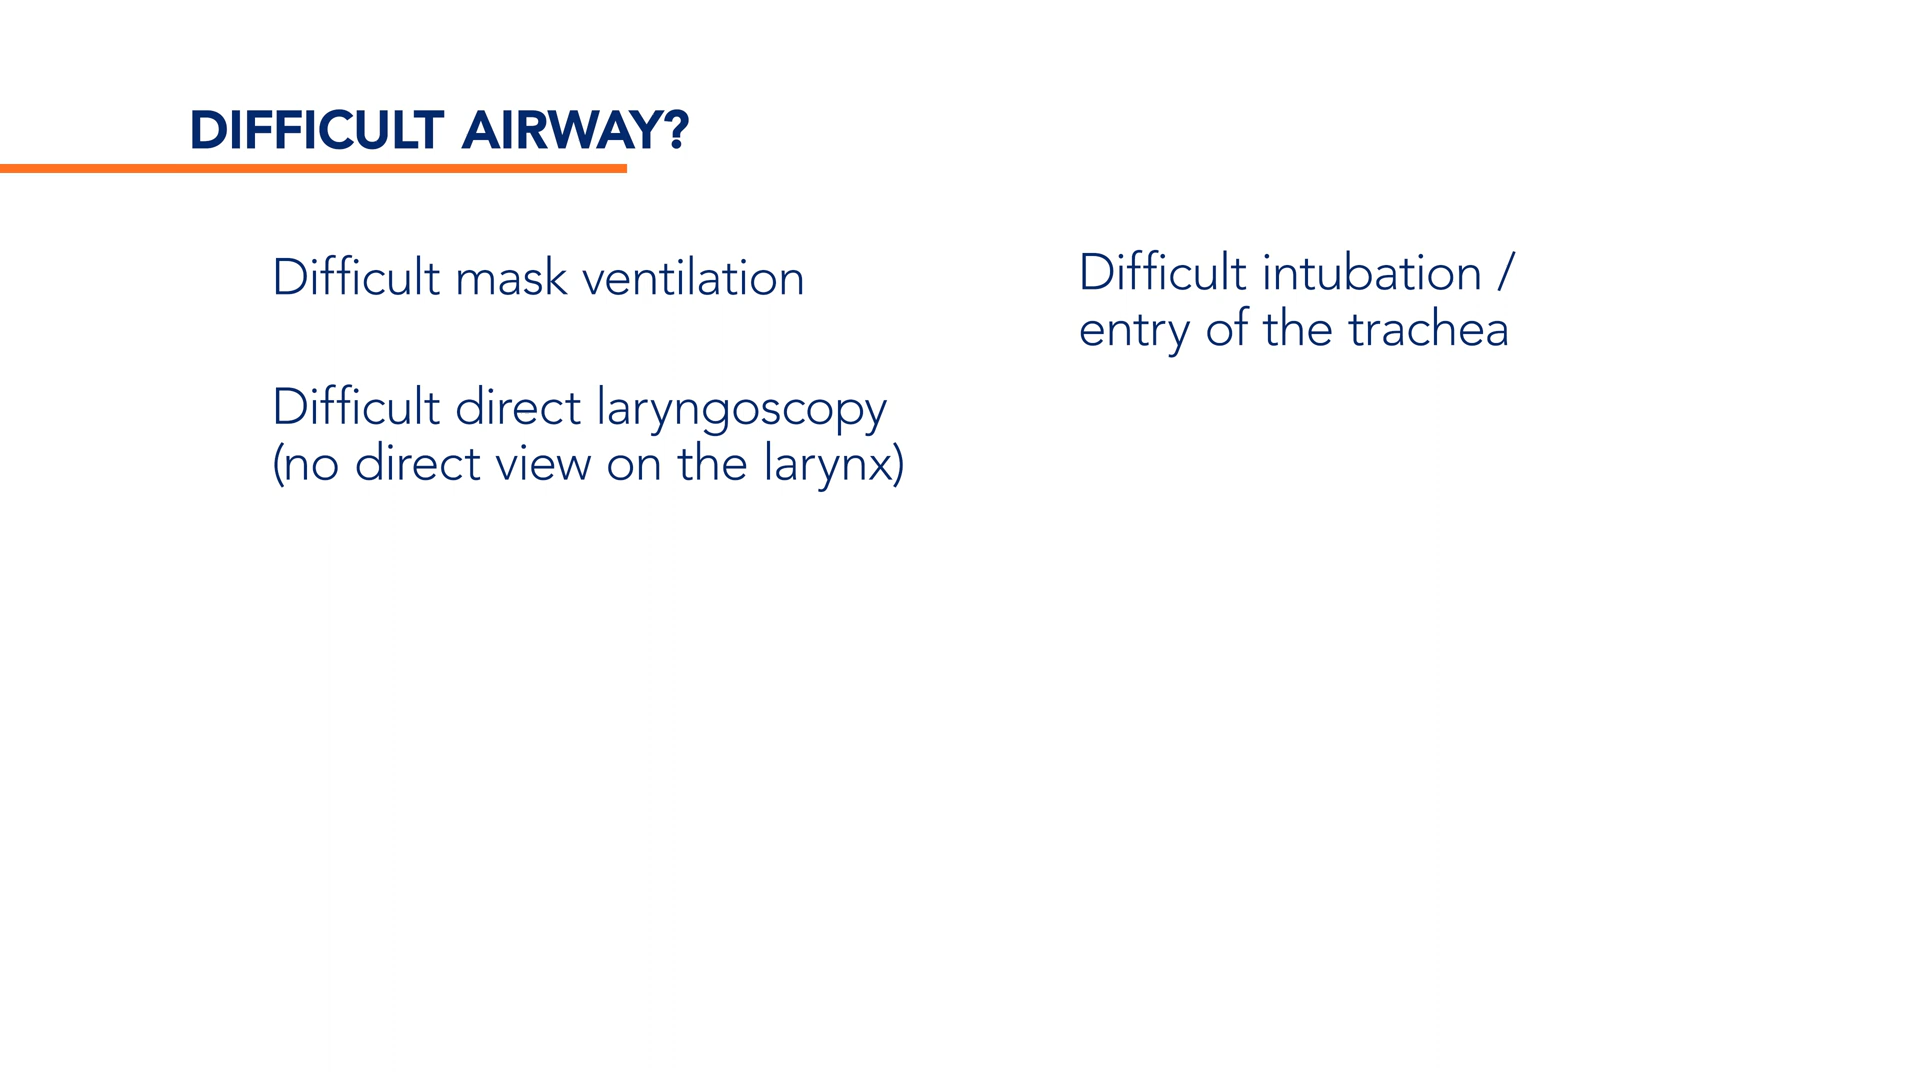 DIFFICULT AIRWAY?
Difficult mask ventilation
Difficult direct laryngoscopy
(no direct view on the larynx)
Difficult intubation /
entry of the trachea